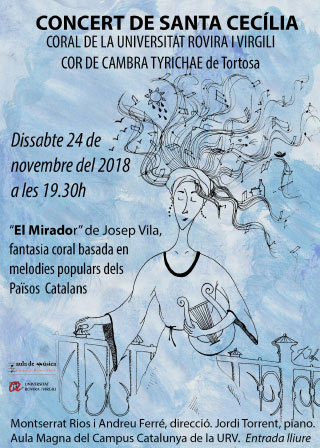 CONCERT DE SANTA CECÍLIA
CORAL DE LA UNIVERSITAT ROVIRA I VIRGILI
COR DE CAMBRA TYRICHAE de Tortosa
Dissabte 24 de
novembre del 2018
a les 19.30h
“El Mirador” de Josep Vila,
fantasia coral basada en
melodies populars dels
Països Catalans
aula de música
UNIVERSITAT
ROVIRA I VIRGILI
Montserrat Rios i Andreu Ferré, direcció. Jordi Torrent, piano.
Aula Magna del Campus Catalunya de la URV. Entrada lliure